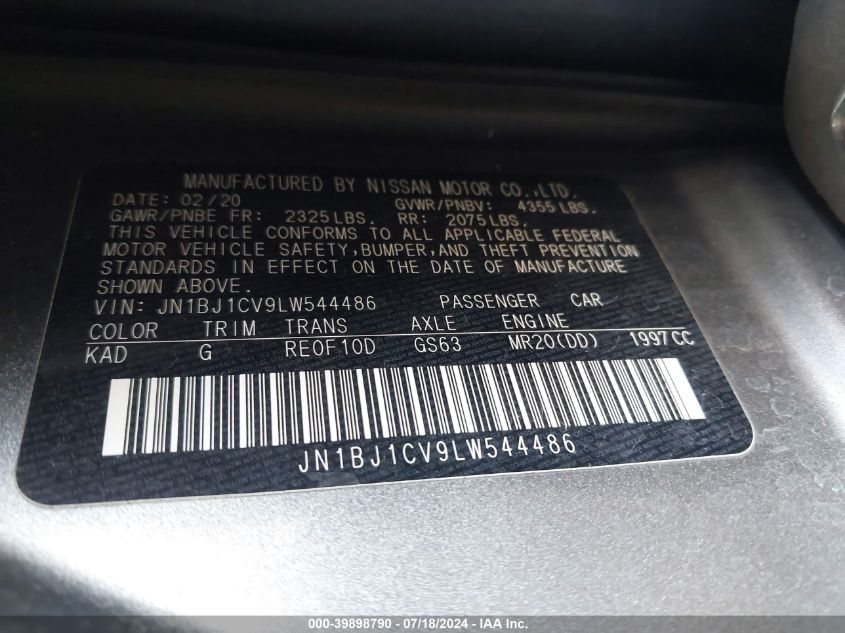 MANUFACTURED BY NISSAN MOTOR CO.,LTD.
DATE: 02/20 GVWR/PNBV: 4355 LBS.
GAWR/PNBE FR: 2325 LBS. RR: 2075 LBS.
THIS VEHICLE CONFORMS TO ALL APPLICABLE FEDERAL
MOTOR VEHICLE SAFETY, BUMPER, AND THEFT PREVENTION
STANDARDS IN EFFECT ON THE DATE OF MANUFACTURE
SHOWN ABOVE.
VIN: JN1BJ1CV9LW544486 PASSENGER CAR
COLOR TRIM TRANS AXLE ENGINE
KAD G RE0F10D GS63 MR20(DD) 1997CC
JN1BJ1CV9LW544486
000-39898790 - 07/18/2024 - IAA Inc.